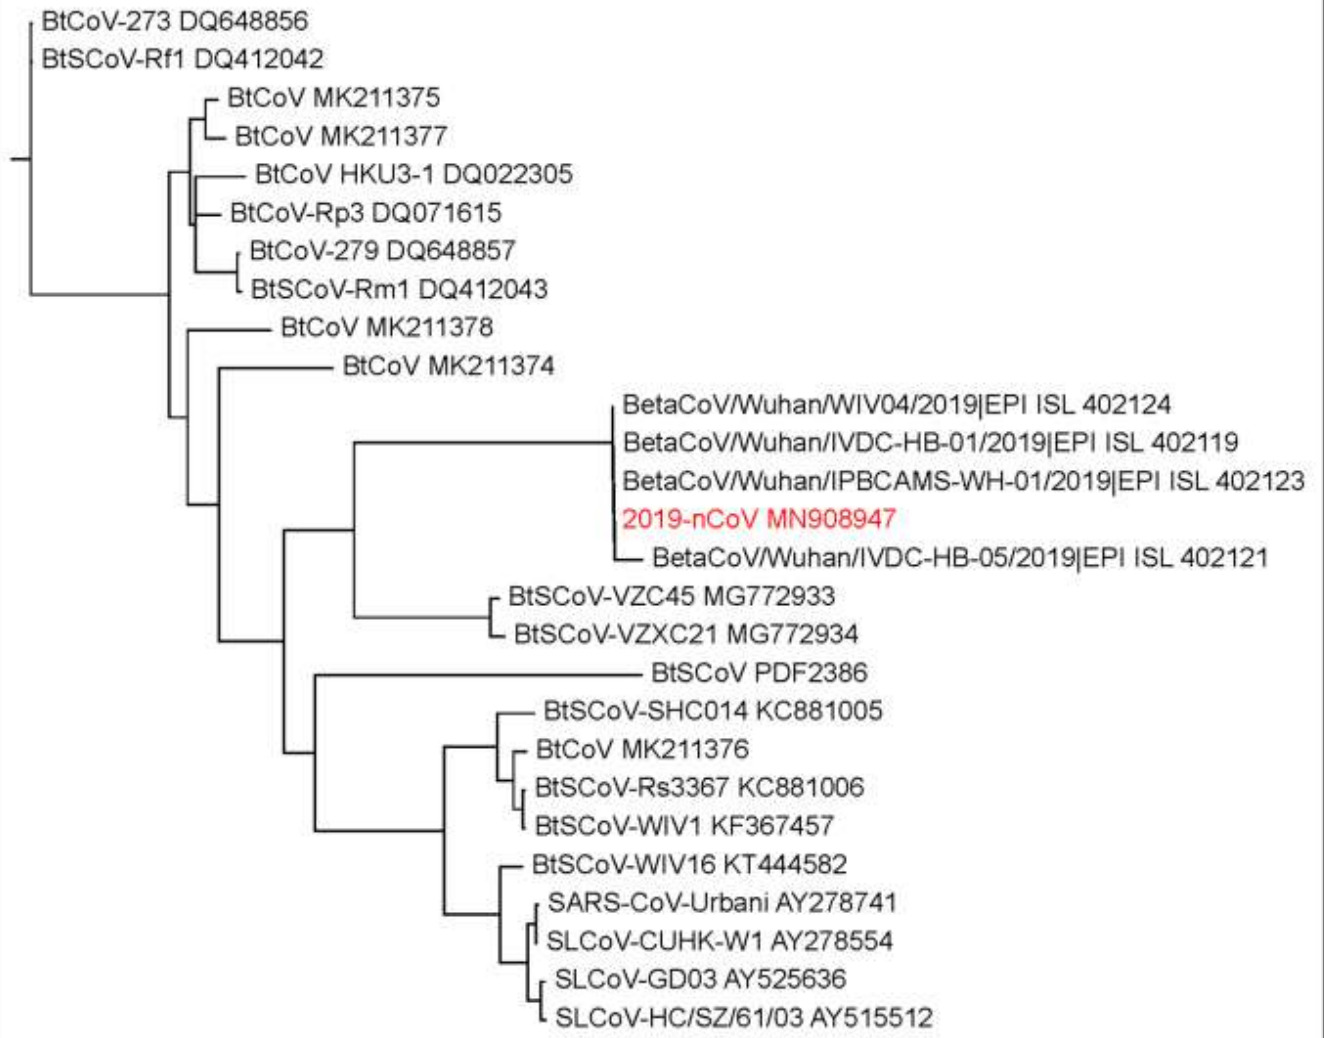 BtCoV-273 DQ648856
BtSCoV-Rf1 DQ412042
BtCoV MK211375
BtCoV MK211377
BtCoV HKU3-1 DQ022305
BtCoV-Rp3 DQ071615
BtCoV-279 DQ648857
BtSCoV-Rm1 DQ412043
BtCoV MK211378
BtCoV MK211374
BetaCoV/Wuhan/WIV04/2019|EPI ISL 402124
BetaCoV/Wuhan/IVDC-HB-01/2019|EPI ISL 402119
BetaCoV/Wuhan/IPBCAMS-WH-01/2019|EPI ISL 402123
2019-nCoV MN908947
BetaCoV/Wuhan/IVDC-HB-05/2019|EPI ISL 402121
BtSCoV-VZC45 MG772933
BtSCoV-VZXC21 MG772934
BtSCoV PDF2386
BtSCoV-SHC014 KC881005
BtCoV MK211376
BtSCoV-Rs3367 KC881006
BtSCoV-WIV1 KF367457
BtSCoV-WIV16 KT444582
SARS-CoV-Urbani AY278741
SLCoV-CUHK-W1 AY278554
SLCoV-GD03 AY525636
SLCoV-HC/SZ/61/03 AY515512